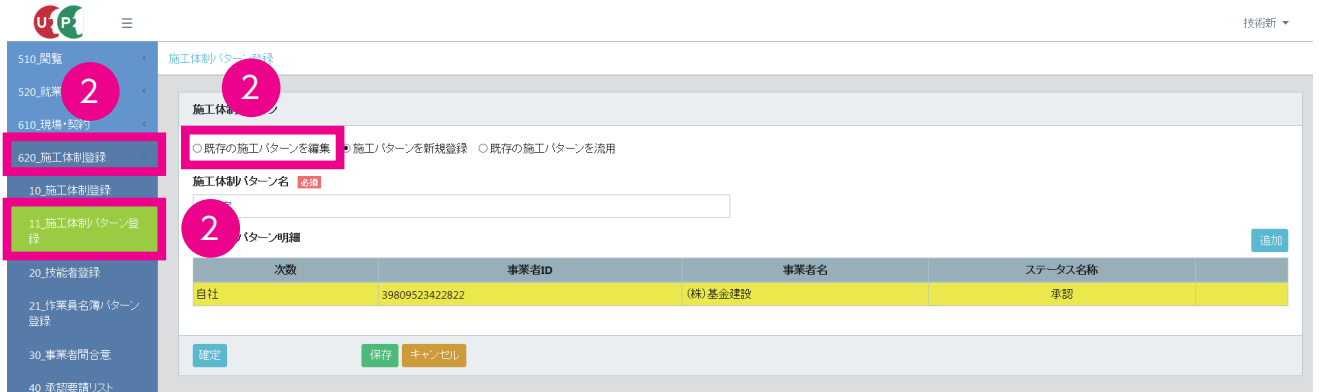 UP
技術新
510_閲覧
施工体制パターン登録
520_就業
2
2
610_現場・契約
施工体制パターン
620_施工体制登録
既存の施工パターンを編集 施工パターンを新規登録 既存の施工パターンを流用
10_施工体制登録
施工体制パターン名 必須
11_施工体制パターン登
録
2
パターン明細
追加
次数 事業者ID 事業者名 ステータス名称
20_技能者登録
自社 39809523422822 (株)基金建設 承認
21_作業員名簿パターン
登録
30_事業者間合意
確定 保存 キャンセル
40_承認要請リスト